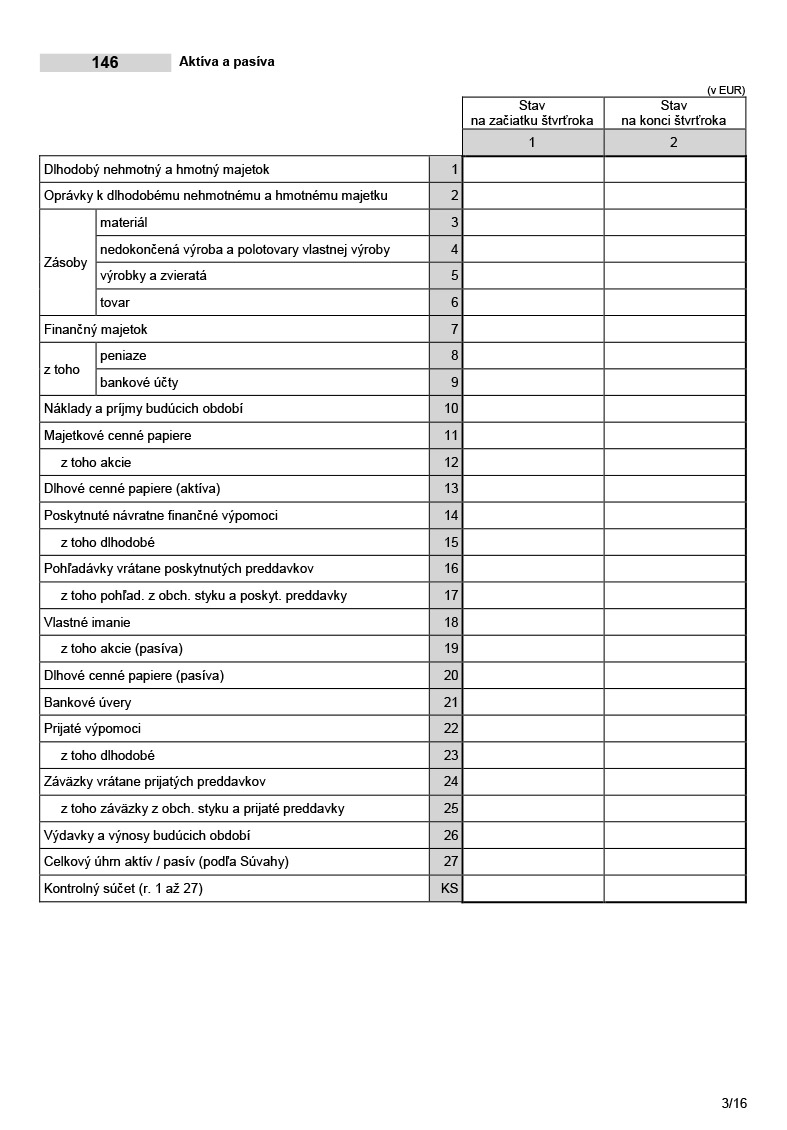 146 Aktíva a pasíva
(v EUR)
Stav na začiatku štvrťroka Stav na konci štvrťroka
1 2
Dlhodobý nehmotný a hmotný majetok 1
Oprávky k dlhodobému nehmotnému a hmotnému majetku 2
Zásoby materiál 3
nedokončená výroba a polotovary vlastnej výroby 4
výrobky a zvieratá 5
tovar 6
Finančný majetok 7
z toho peniaze 8
bankové účty 9
Náklady a príjmy budúcich období 10
Majetkové cenné papiere 11
z toho akcie 12
Dlhové cenné papiere (aktíva) 13
Poskytnuté návratne finančné výpomoci 14
z toho dlhodobé 15
Pohľadávky vrátane poskytnutých preddavkov 16
z toho pohľad. z obch. styku a poskyt. preddavky 17
Vlastné imanie 18
z toho akcie (pasíva) 19
Dlhové cenné papiere (pasíva) 20
Bankové úvery 21
Prijaté výpomoci 22
z toho dlhodobé 23
Záväzky vrátane prijatých preddavkov 24
z toho záväzky z obch. styku a prijaté preddavky 25
Výdavky a výnosy budúcich období 26
Celkový úhrn aktív / pasív (podľa Súvahy) 27
Kontrolný súčet (r. 1 až 27) KS
3/16